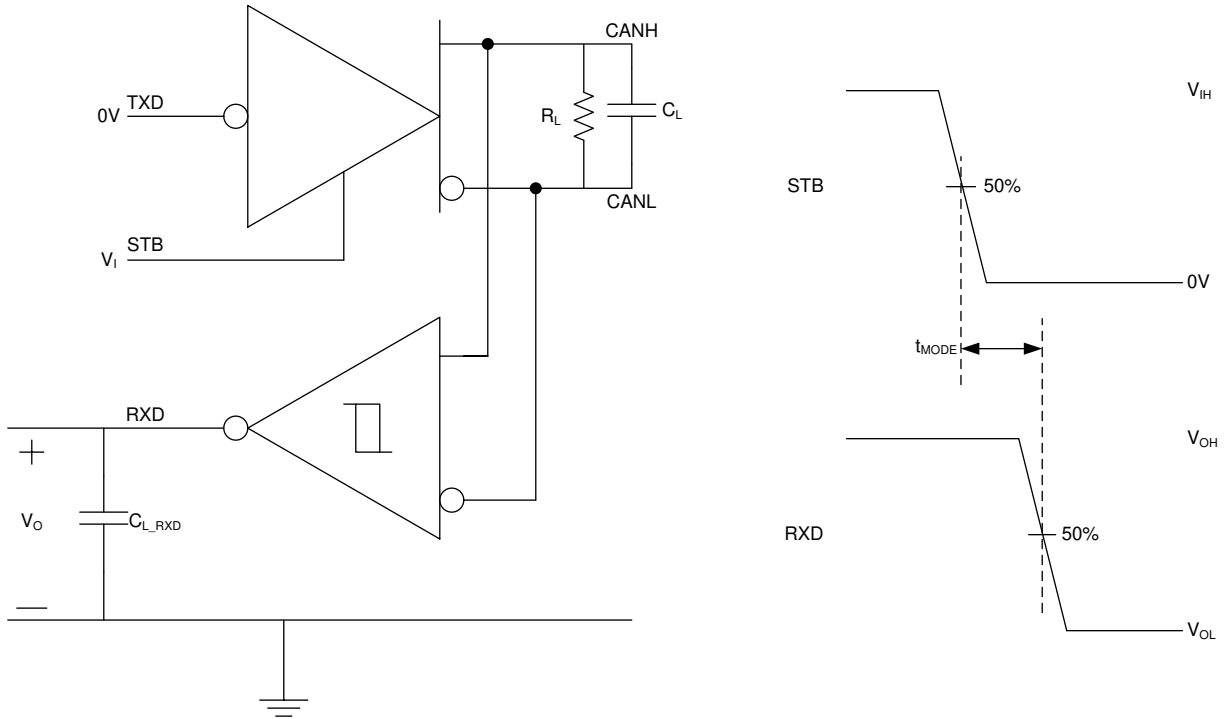 CANH
TXD
0V
R_L
C_L
CANL
STB
V_I
RXD
+
V_O
C_L_RXD
—
V_IH
STB
50%
0V
t_MODE
V_OH
RXD
50%
V_OL